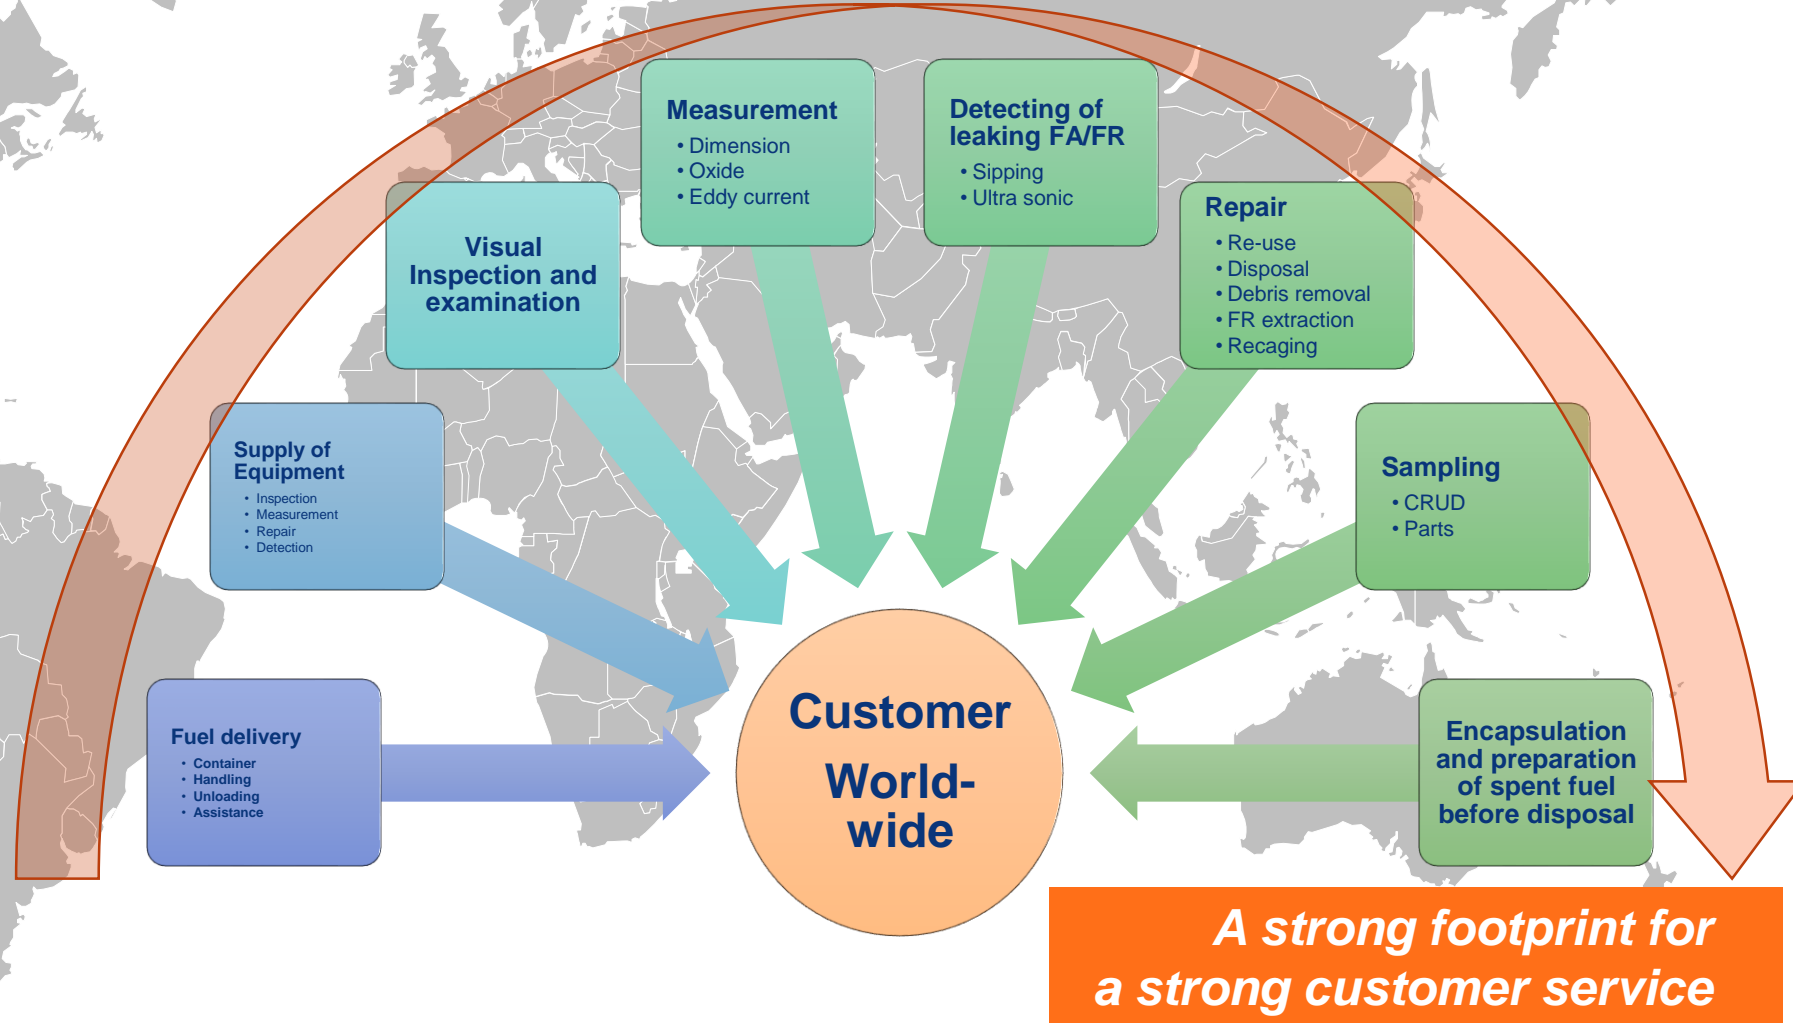 Fuel delivery
• Container
• Handling
• Unloading
• Assistance
Supply of
Equipment
• Inspection
• Measurement
• Repair
• Detection
Visual
Inspection and
examination
Measurement
• Dimension
• Oxide
• Eddy current
Detecting of
leaking FA/FR
• Sipping
• Ultra sonic
Repair
• Re-use
• Disposal
• Debris removal
• FR extraction
• Recaging
Sampling
• CRUD
• Parts
Encapsulation
and preparation
of spent fuel
before disposal
Customer
World-
wide
A strong footprint for
a strong customer service